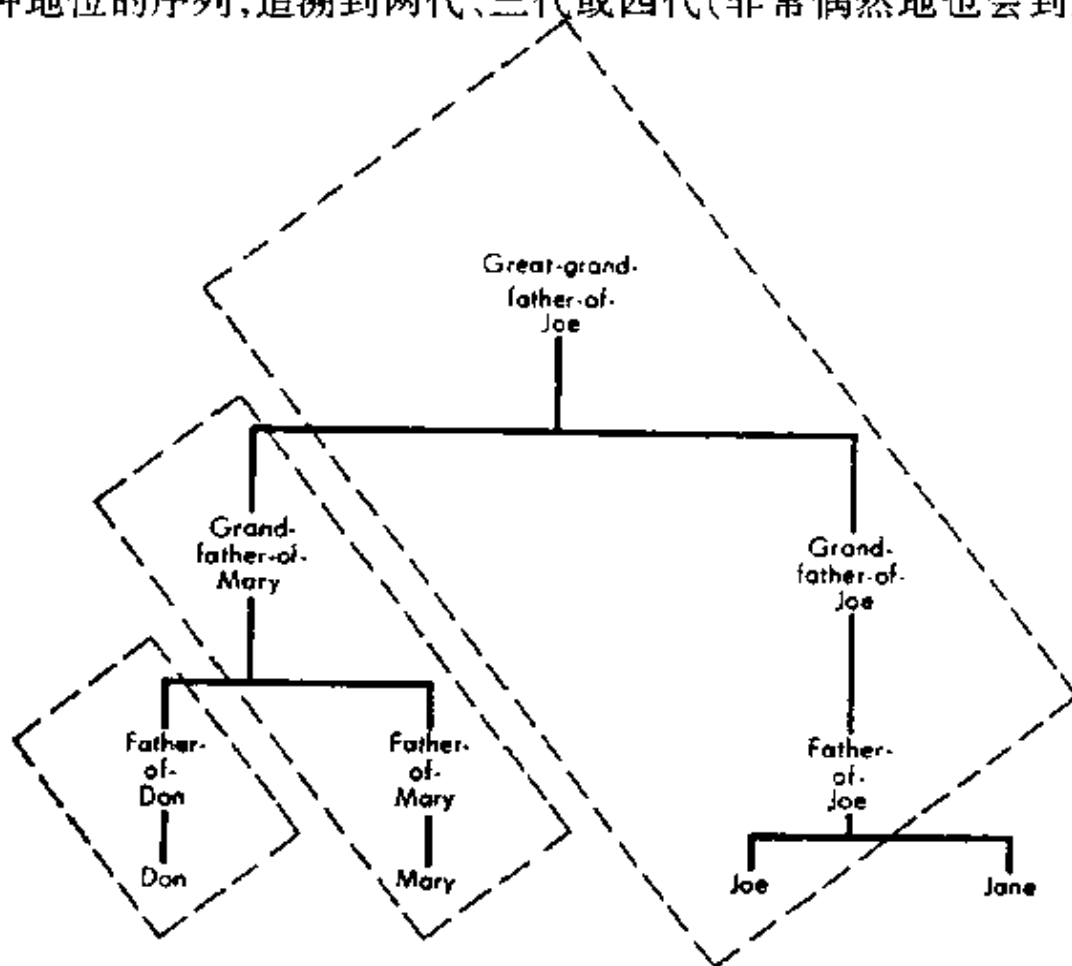 种地位的序列,追溯到两代、三代或四代(非常偶然地也会到
Great-grand-
father-of-
Joe
Grand-
father-of-
Mary
Grand-
father-of-
Joe
Father-
of-
Don
Father-
of-
Mary
Father-
of-
Joe
Don
Mary
Joe
Jane